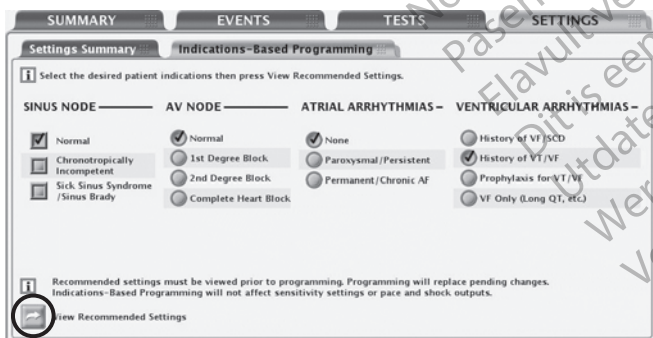 SUMMARY EVENTS TESTS SETTINGS
Settings Summary Indications-Based Programming
i Select the desired patient indications then press View Recommended Settings.
SINUS NODE AV NODE ATRIAL ARRHYTHMIAS VENTRICULAR ARRHYTHMIAS
Normal Normal None History of VF/SCD
Chronotropically Incompetent 1st Degree Block Paroxysmal/Persistent History of VT/VF
Sick Sinus Syndrome /Sinus Brady 2nd Degree Block Permanent/Chronic AF Prophylaxis for VT/VF
Complete Heart Block VF Only (Long QT, etc.)
i Recommended settings must be viewed prior to programming. Programming will replace pending changes.
Indications-Based Programming will not affect sensitivity settings or pace and shock outputs.
View Recommended Settings